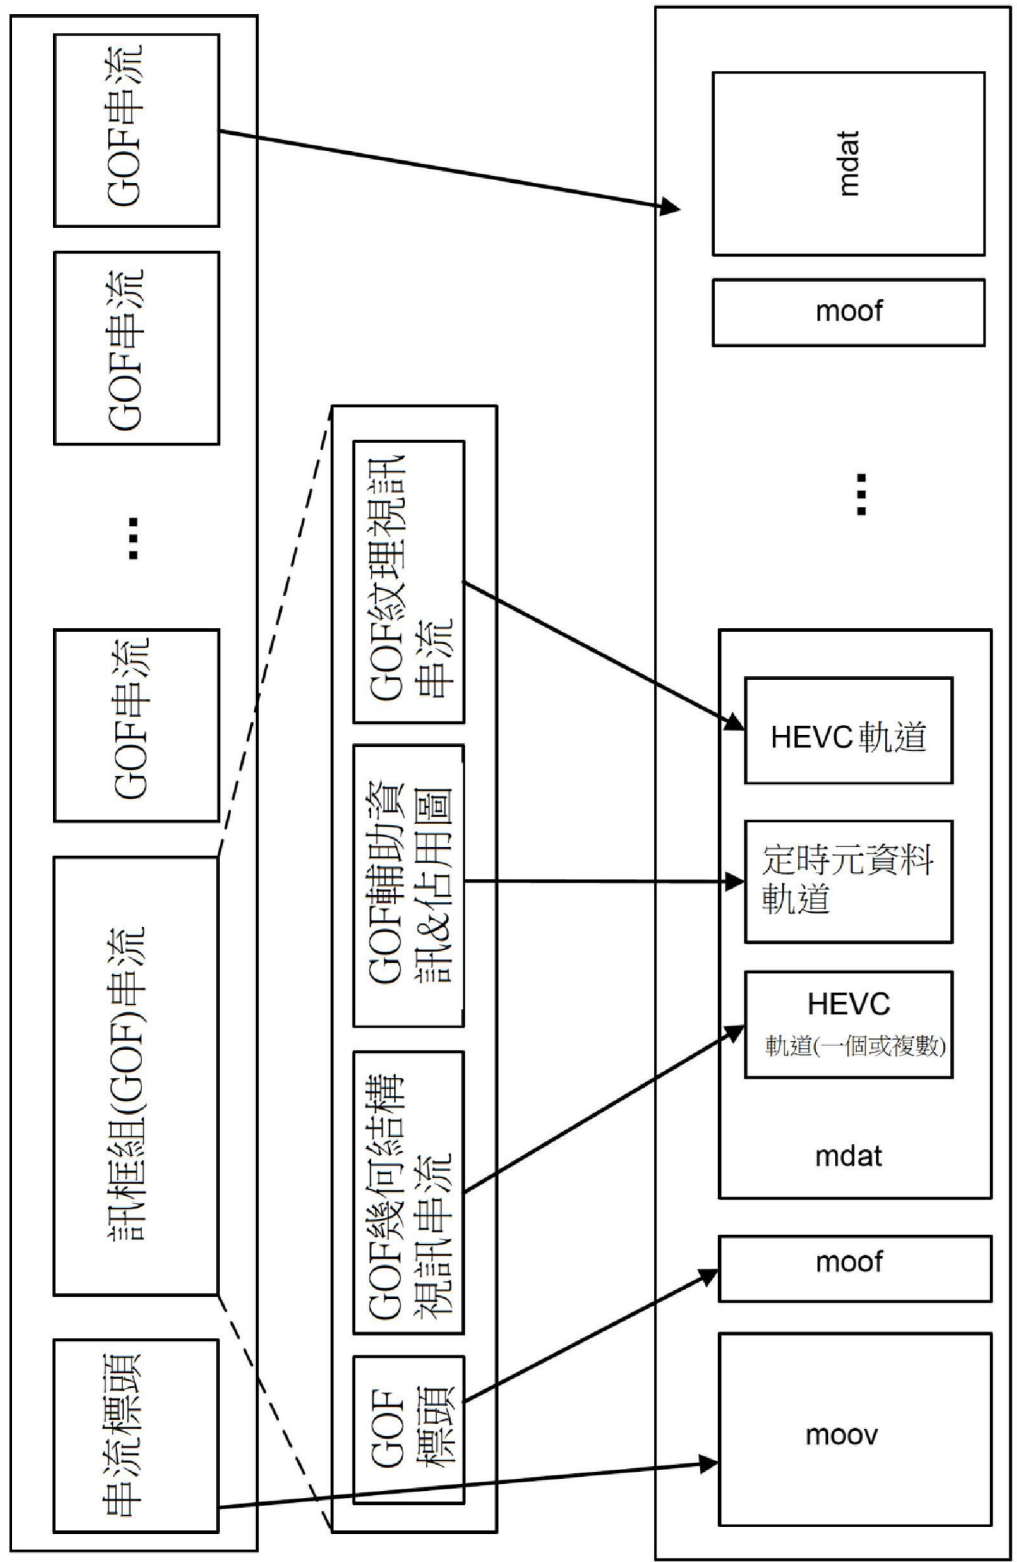 串流標頭
訊框組(GOF)串流
GOF串流
...
GOF串流
GOF串流
GOF
標頭
GOF幾何結構
視訊串流
GOF輔助資
訊&佔用圖
GOF紋理視訊
串流
mdat
moof
...
HEVC 軌道
定時元資料
軌道
HEVC
軌道(一個或複數)
mdat
moof
moov